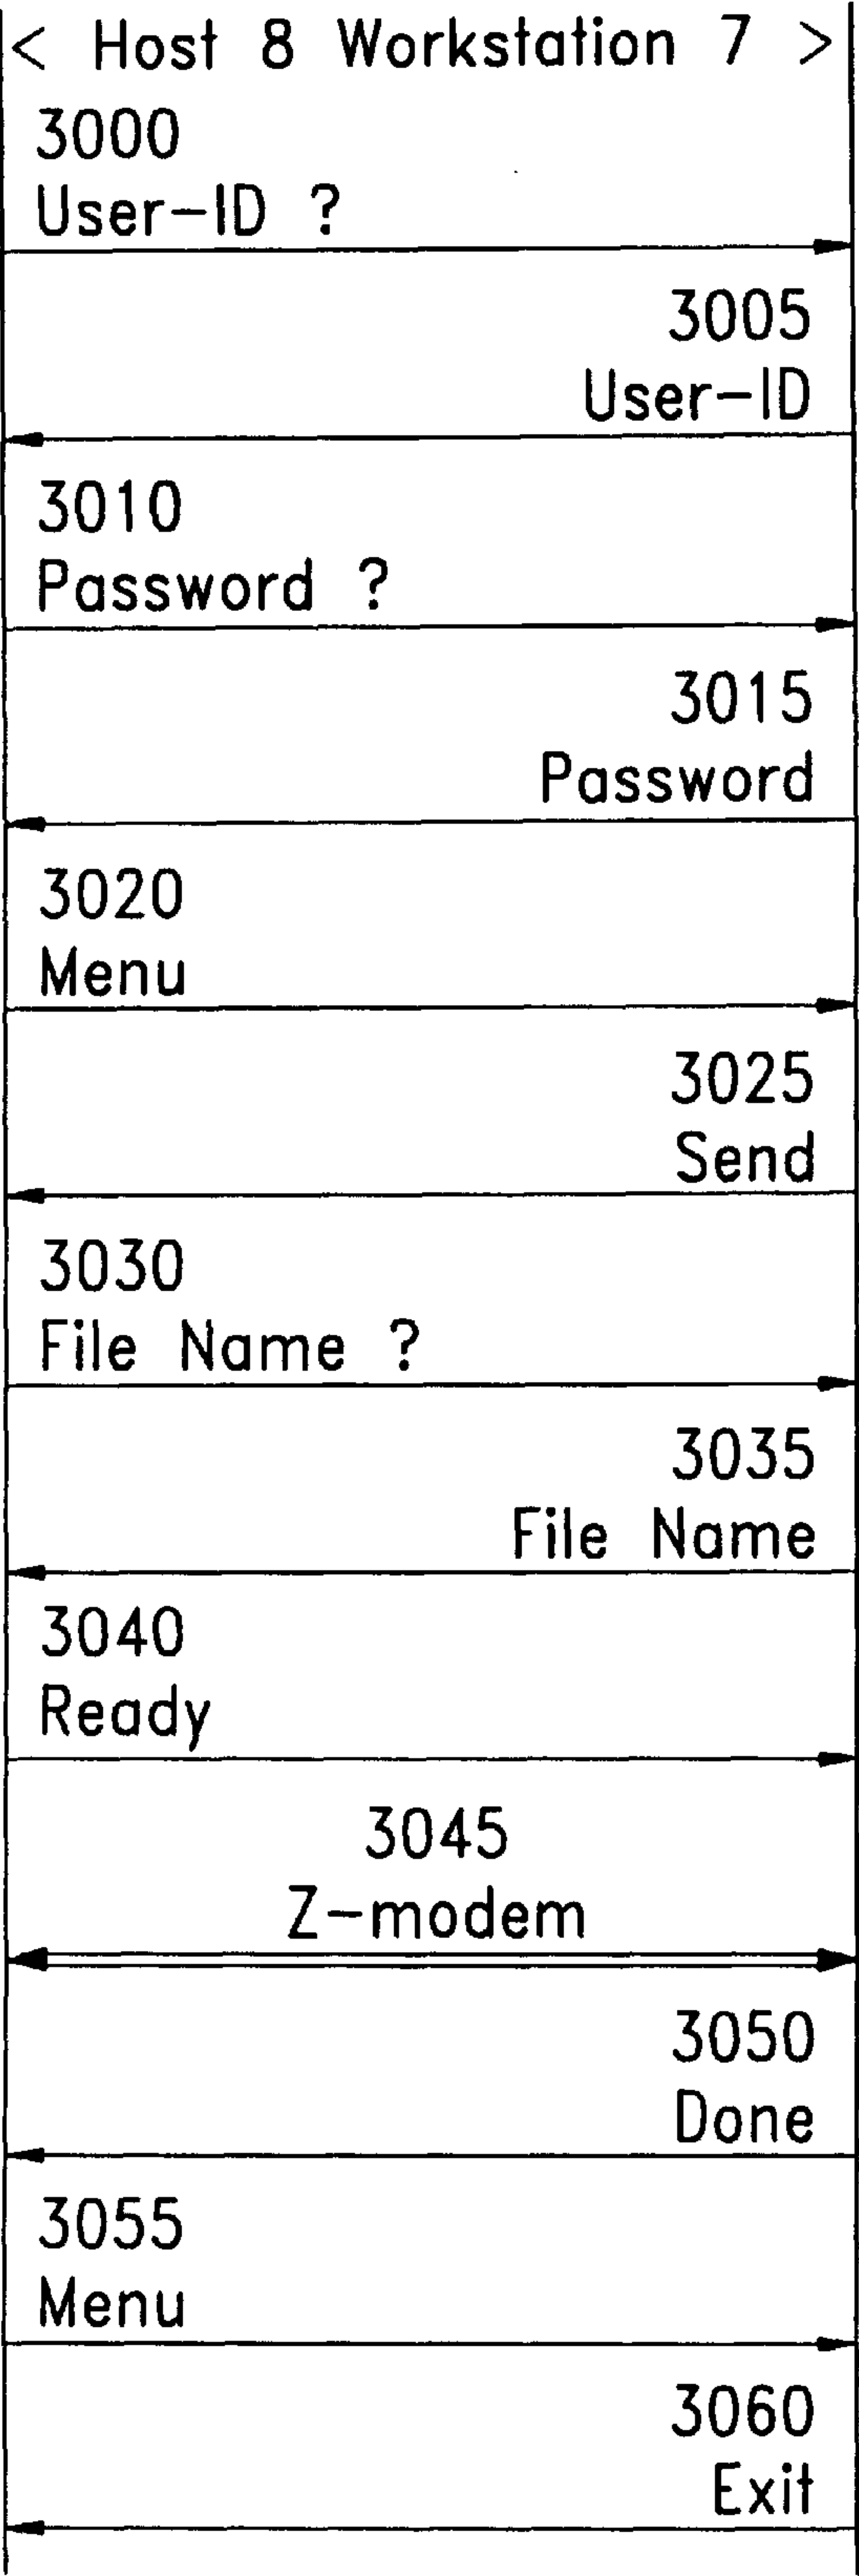 < Host 8 Workstation 7 >
3000
User-ID ?
3005
User-ID
3010
Password ?
3015
Password
3020
Menu
3025
Send
3030
File Name ?
3035
File Name
3040
Ready
3045
Z-modem
3050
Done
3055
Menu
3060
Exit